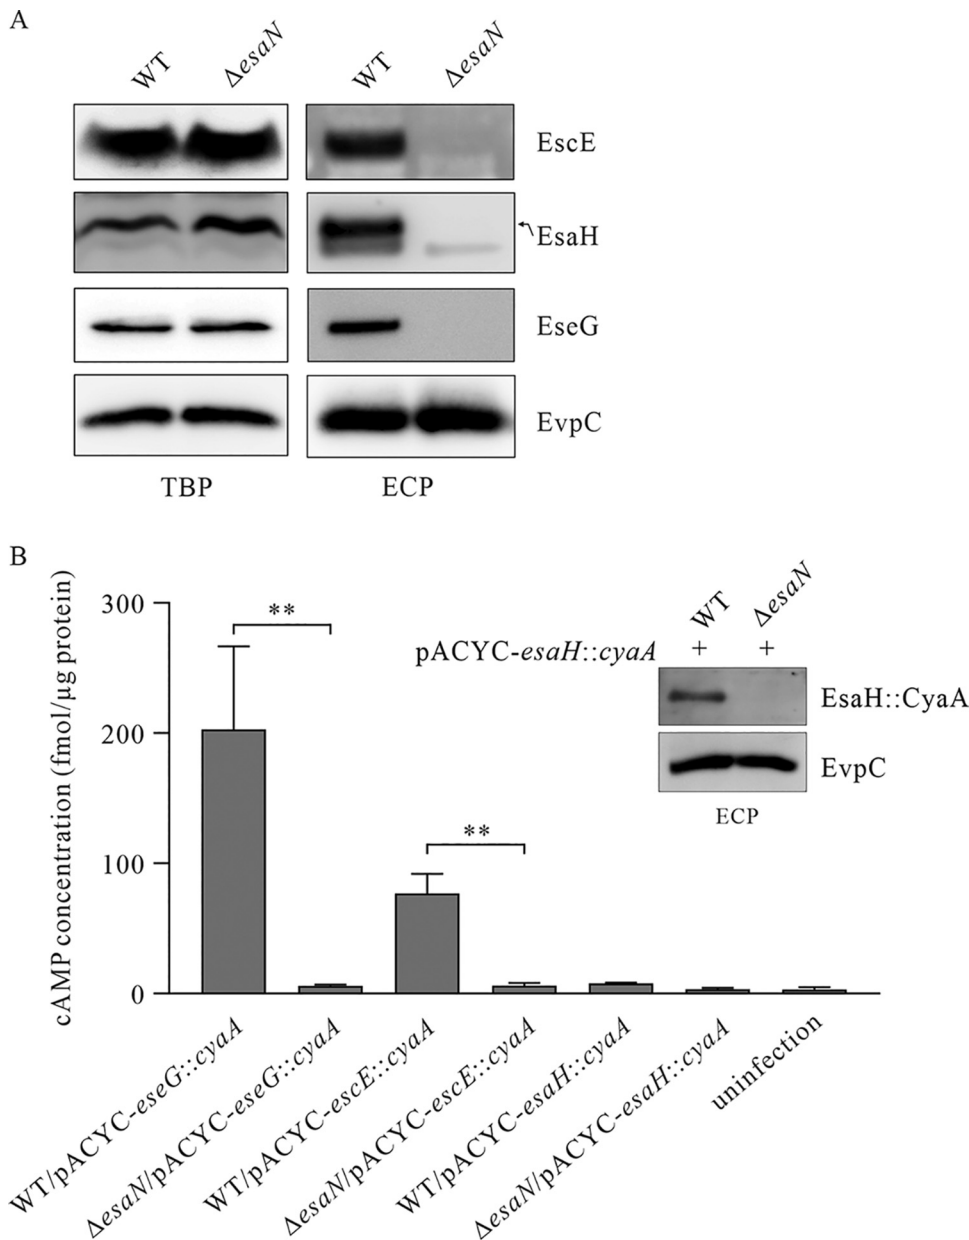 A
WT ΔesaN WT ΔesaN
EscE
EsaH
EseG
EvpC
TBP ECP
B
cAMP concentration (fmol/μg protein)
300
200
100
0
**
**
WT ΔesaN
pACYC-esaH::cyaA + +
EsaH::CyaA
EvpC
ECP
WT/pACYC-eseG::cyaA
ΔesaN/pACYC-eseG::cyaA
WT/pACYC-escE::cyaA
ΔesaN/pACYC-escE::cyaA
WT/pACYC-esaH::cyaA
ΔesaN/pACYC-esaH::cyaA
uninfection